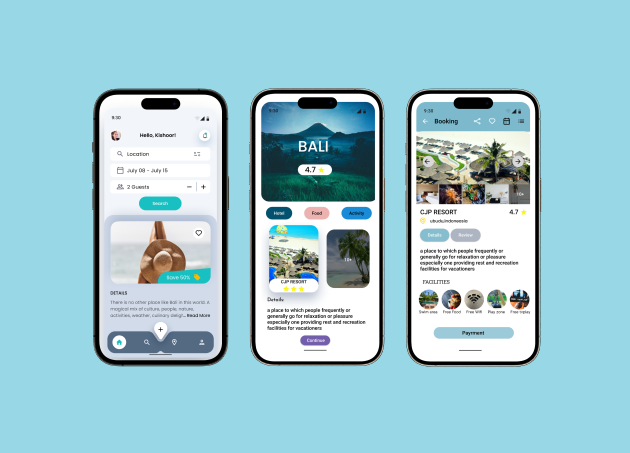 9:30
Hello, Kishoor!
Location
July 08 - July 15
2 Guests
Search
Save 50%
DETAILS
There is no other place like Bali in this world. A
magical mix of culture, people, nature,
activities, weather, culinary delights... Read More
9:30
BALI
4.7
Hotel
Food
Activity
CJP RESORT
10+
Details
a place to which people frequently or
generally go for relaxation or pleasure
especially one providing rest and recreation
facilities for vacationers
Continue
9:30
Booking
10+
CJP RESORT
4.7
ubudu,indonessia
Details
Review
a place to which people frequently or
generally go for relaxation or pleasure
especially one providing rest and recreation
facilities for vacationers
FACILITIES
Swim area
Free Food
Free Wifi
Play zone
Free
Payment